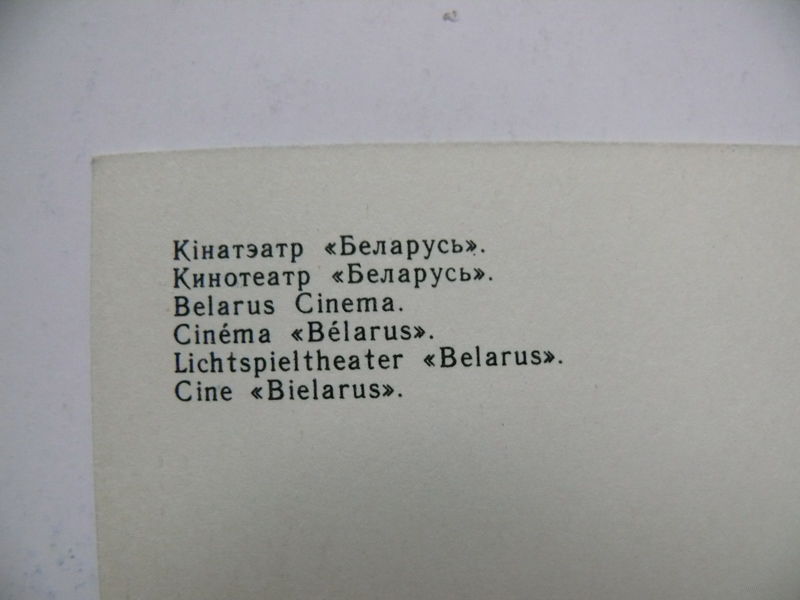 Кінатэатр «Беларусь».
Кинотеатр «Беларусь».
Belarus Cinema.
Cinéma «Bélarus».
Lichtspieltheater «Belarus».
Cine «Bielarus».